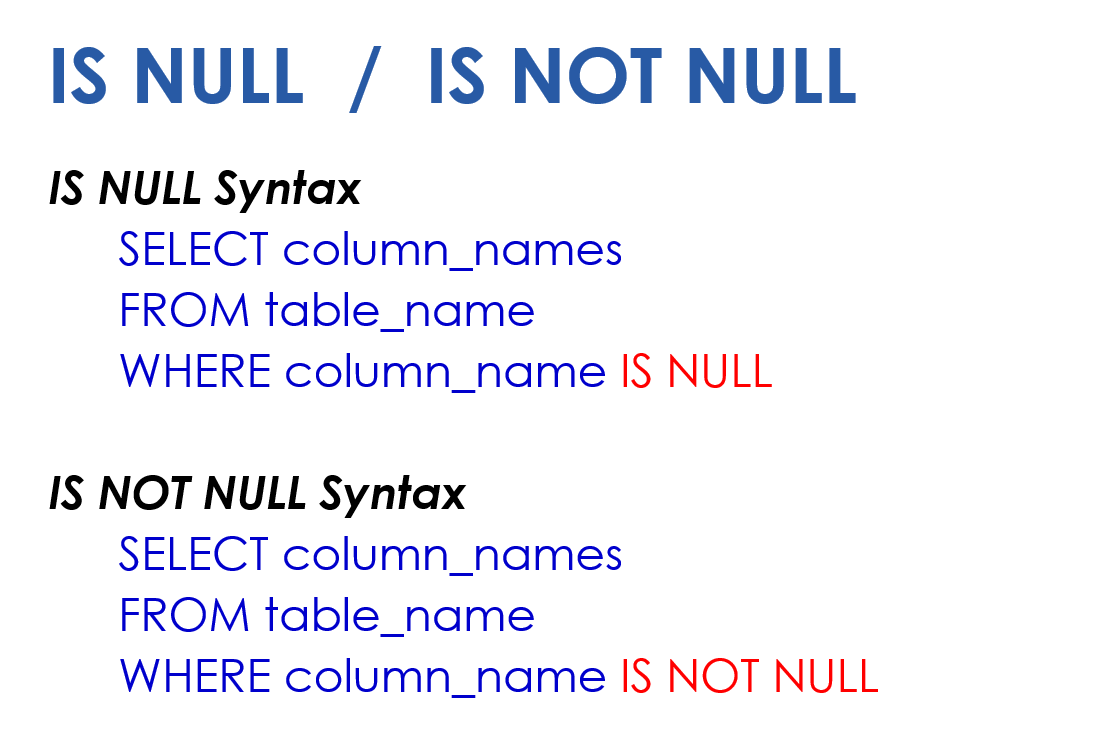 IS NULL / IS NOT NULL
IS NULL Syntax
SELECT column_names
FROM table_name
WHERE column_name IS NULL
IS NOT NULL Syntax
SELECT column_names
FROM table_name
WHERE column_name IS NOT NULL